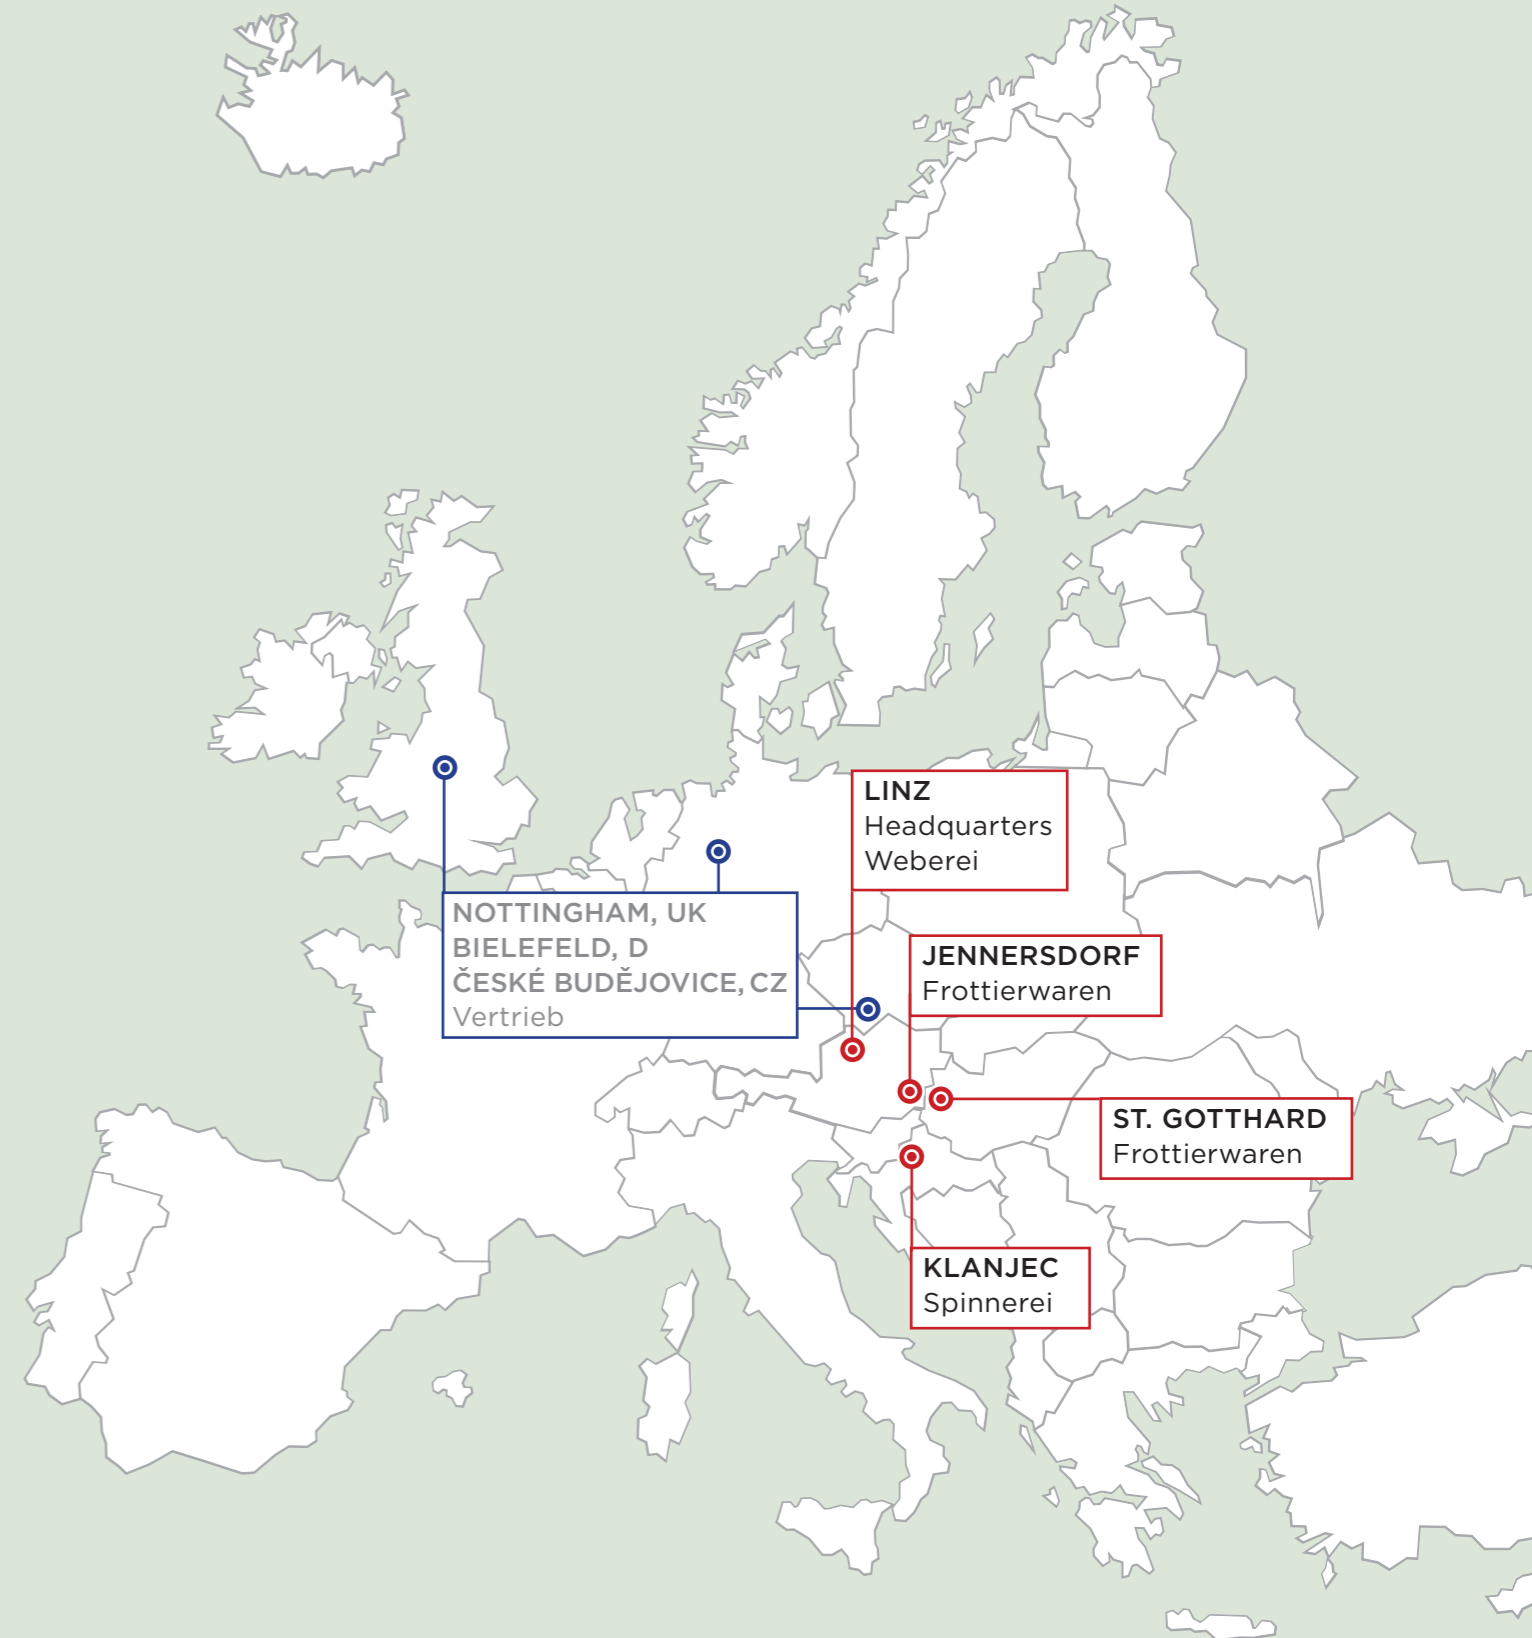 LINZ
Headquarters
Weberei
NOTTINGHAM, UK
BIELEFELD, D
ČESKÉ BUDĚJOVICE, CZ
Vertrieb
JENNERSDORF
Frottierwaren
ST. GOTTHARD
Frottierwaren
KLANJEC
Spinnerei